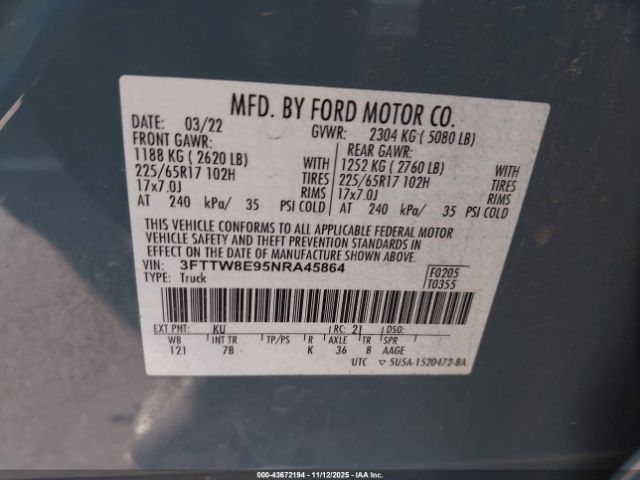 MFD. BY FORD MOTOR CO.
DATE: 03/22 GVWR: 2304 KG ( 5080 LB)
FRONT GAWR: REAR GAWR:
1188 KG ( 2620 LB) WITH 1252 KG ( 2760 LB) WITH
225/65R17 102H TIRES 225/65R17 102H TIRES
17x7.0J RIMS 17x7.0J RIMS
AT 240 kPa/ 35 PSI COLD AT 240 kPa/ 35 PSI COLD
THIS VEHICLE CONFORMS TO ALL APPLICABLE FEDERAL MOTOR
VEHICLE SAFETY AND THEFT PREVENTION STANDARDS IN
EFFECT ON THE DATE OF MANUFACTURE SHOWN ABOVE.
VIN: 3FTTW8E95NRA45864 F0205
TYPE: Truck T0355
EXT PNT: KU RC: 21 DSO:
WB INT TR TP/PS R AXLE TR SPR
121 7B K 36 8 AAGE
UTC ▽ 5U5A-1520472-BA
000-43672194 - 11/12/2025 - IAAI.CA